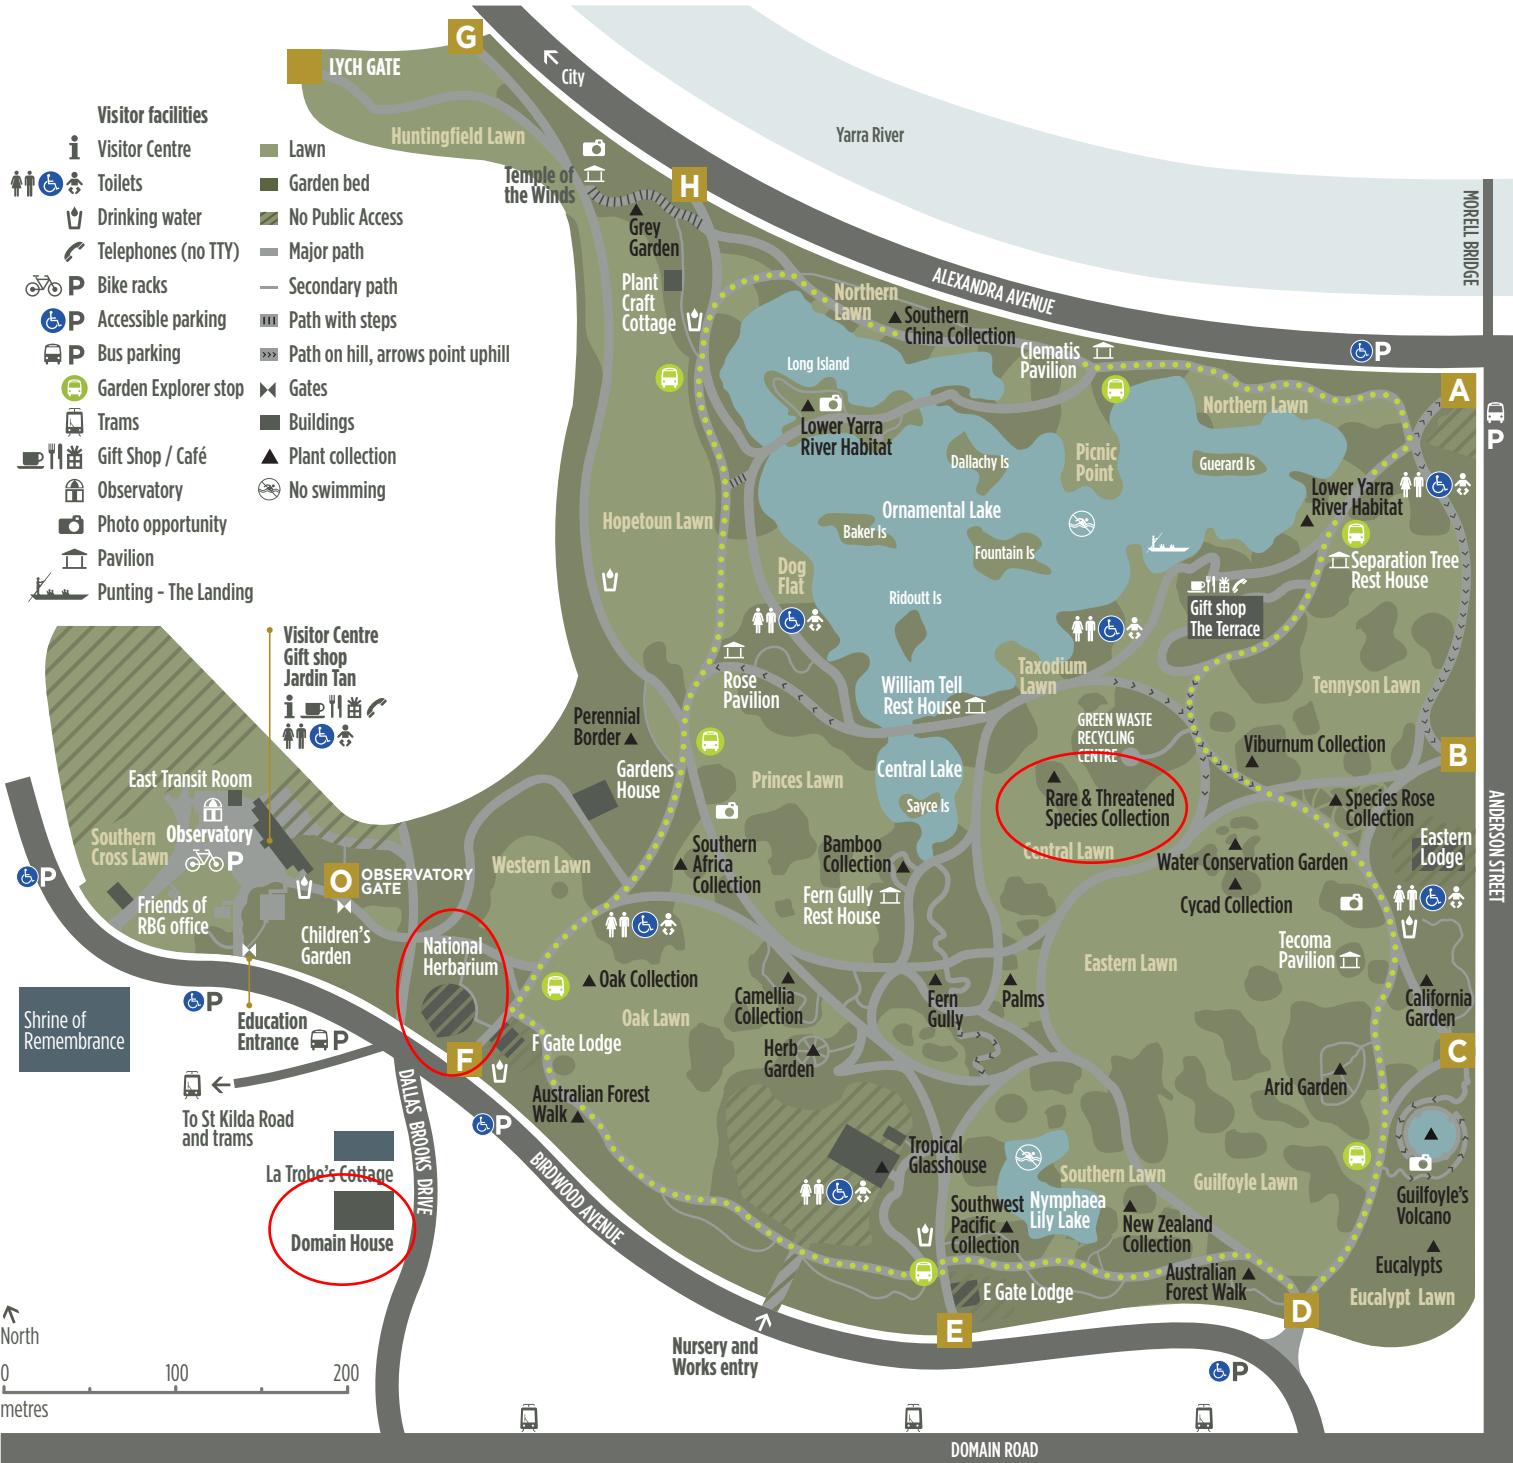 G
LYCH GATE
City
Huntingfield Lawn
Yarra River
Visitor facilities
Visitor Centre
Toilets
Drinking water
Telephones (no TTY)
P Bike racks
P Accessible parking
P Bus parking
Garden Explorer stop
Trams
Gift Shop / Café
Observatory
Photo opportunity
Pavilion
Punting - The Landing
Lawn
Garden bed
No Public Access
Major path
Secondary path
Path with steps
Path on hill, arrows point uphill
Gates
Buildings
Plant collection
No swimming
Temple of
the Winds
H
Grey
Garden
Plant
Craft
Cottage
ALEXANDRA AVENUE
MORELL BRIDGE
Northern
Lawn
Southern
China Collection
Clematis
Pavilion
P
A
P
Long Island
Lower Yarra
River Habitat
Northern Lawn
Picnic
Point
Dallachy Is
Guerard Is
Lower Yarra
River Habitat
Hopetoun Lawn
Ornamental Lake
Baker Is
Fountain Is
Separation Tree
Rest House
Dog
Flat
Ridoutt Is
Gift shop
The Terrace
Rose
Pavilion
William Tell
Rest House
Taxodium
Lawn
Tennyson Lawn
Visitor Centre
Gift shop
Jardin Tan
Perennial
Border
GREEN WASTE
RECYCLING
CENTRE
Viburnum Collection
B
Gardens
House
Princes Lawn
Central Lake
Sayce Is
Rare & Threatened
Species Collection
Species Rose
Collection
ANDERSON STREET
East Transit Room
Observatory
P
Southern
Cross Lawn
P
Western Lawn
Southern
Africa
Collection
Bamboo
Collection
Central Lawn
Water Conservation Garden
Eastern
Lodge
O OBSERVATORY
GATE
Fern Gully
Rest House
Cycad Collection
Friends of
RBG office
Children's
Garden
National
Herbarium
Tecoma
Pavilion
Eastern Lawn
Oak Collection
Camellia
Collection
Fern
Gully
Palms
California
Garden
P
Shrine of
Remembrance
Education
Entrance
P
Oak Lawn
F Gate Lodge
F
Herb
Garden
C
Arid Garden
To St Kilda Road
and trams
DALLAS BROOKS DRIVE
Australian Forest
Walk
P
La Trobe's Cottage
BIRDWOOD AVENUE
Tropical
Glasshouse
Southern Lawn
Guilfoyle Lawn
Southwest
Pacific
Collection
Nymphaea
Lily Lake
New Zealand
Collection
Guilfoyle's
Volcano
Domain House
Eucalypts
Australian
Forest Walk
E Gate Lodge
Eucalypt Lawn
D
E
North
Nursery and
Works entry
0
100
200
metres
P
DOMAIN ROAD